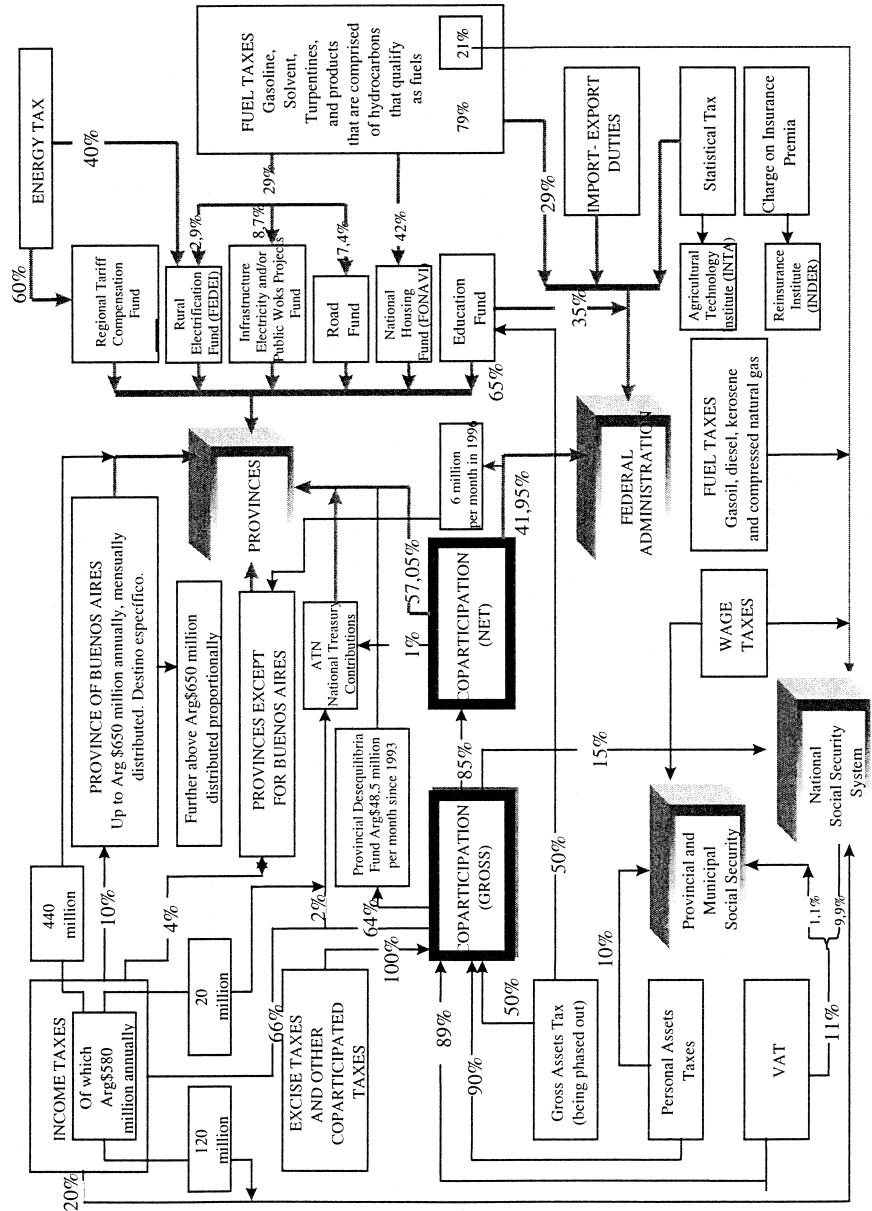 ENERGY TAX
60%
40%
FUEL TAXES
Gasoline,
Solvent,
Turpentines,
and products
that are comprised
of hydrocarbons
that qualify
as fuels
79%
21%
29%
2,9%
8,7%
17,4%
42%
29%
Regional Tariff
Compensation
Fund
Rural
Electrification
Fund (FEDEI)
Infrastructure
Electricity and/or
Public Woks Projects
Road
Fund
National
Housing
Fund (FONAVI)
Education
Fund
65%
35%
IMPORT- EXPORT
DUTIES
Statistical Tax
Charge on Insurance
Premia
Agricultural
Technology
Institute (INTA)
Reinsurance
Institute
(INDER)
PROVINCES
6 million
per month in 1996
FEDERAL
ADMINISTRATION
FUEL TAXES
Gasoil, diesel, kerosene
and compressed natural gas
PROVINCE OF BUENOS AIRES
Up to Arg $650 million annually, mensually
distributed. Destino específico.
Further above Arg$650 million
distributed proportionally
PROVINCES EXCEPT
FOR BUENOS AIRES
ATN
National Treasury
Contributions
Provincial Desequilibria
Fund Arg$48,5 million
per month since 1993
57,05%
41,95%
1%
COPARTICIPATION
(NET)
85%
15%
COPARTICIPATION
(GROSS)
WAGE
TAXES
National
Social Security
System
Provincial and
Municipal
Social Security
440
million
10%
4%
2%
64%
100%
50%
INCOME TAXES
Of which
Arg$580
million annually
20
million
120
million
20%
66%
EXCISE TAXES
AND OTHER
COPARTICIPATED
TAXES
89%
90%
50%
Gross Assets Tax
(being phased out)
10%
Personal Assets
Taxes
VAT
11%
1,1%
9,9%